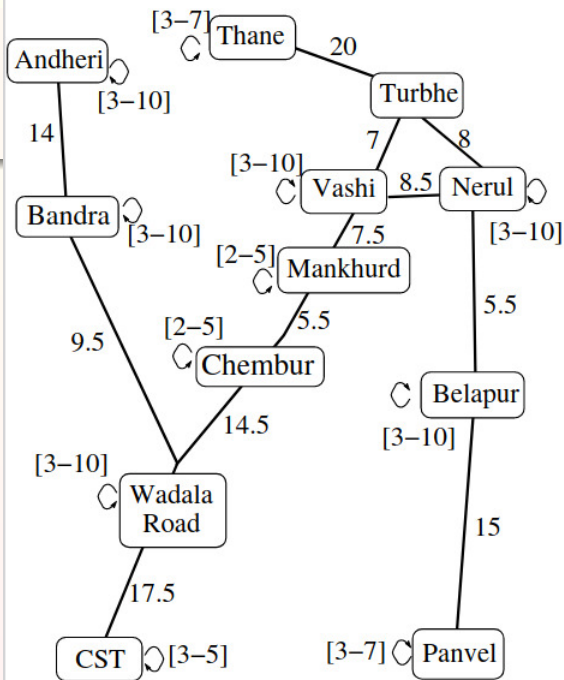 [3–7]
Thane
20
Andheri
[3–10]
Turbhe
14
7
8
[3–10]
Vashi
8.5
Nerul
Bandra
[3–10]
[3–10]
7.5
[2–5]
Mankhurd
5.5
5.5
[2–5]
9.5
Chembur
Belapur
14.5
[3–10]
[3–10]
Wadala
Road
15
17.5
CST
[3–5]
[3–7]
Panvel